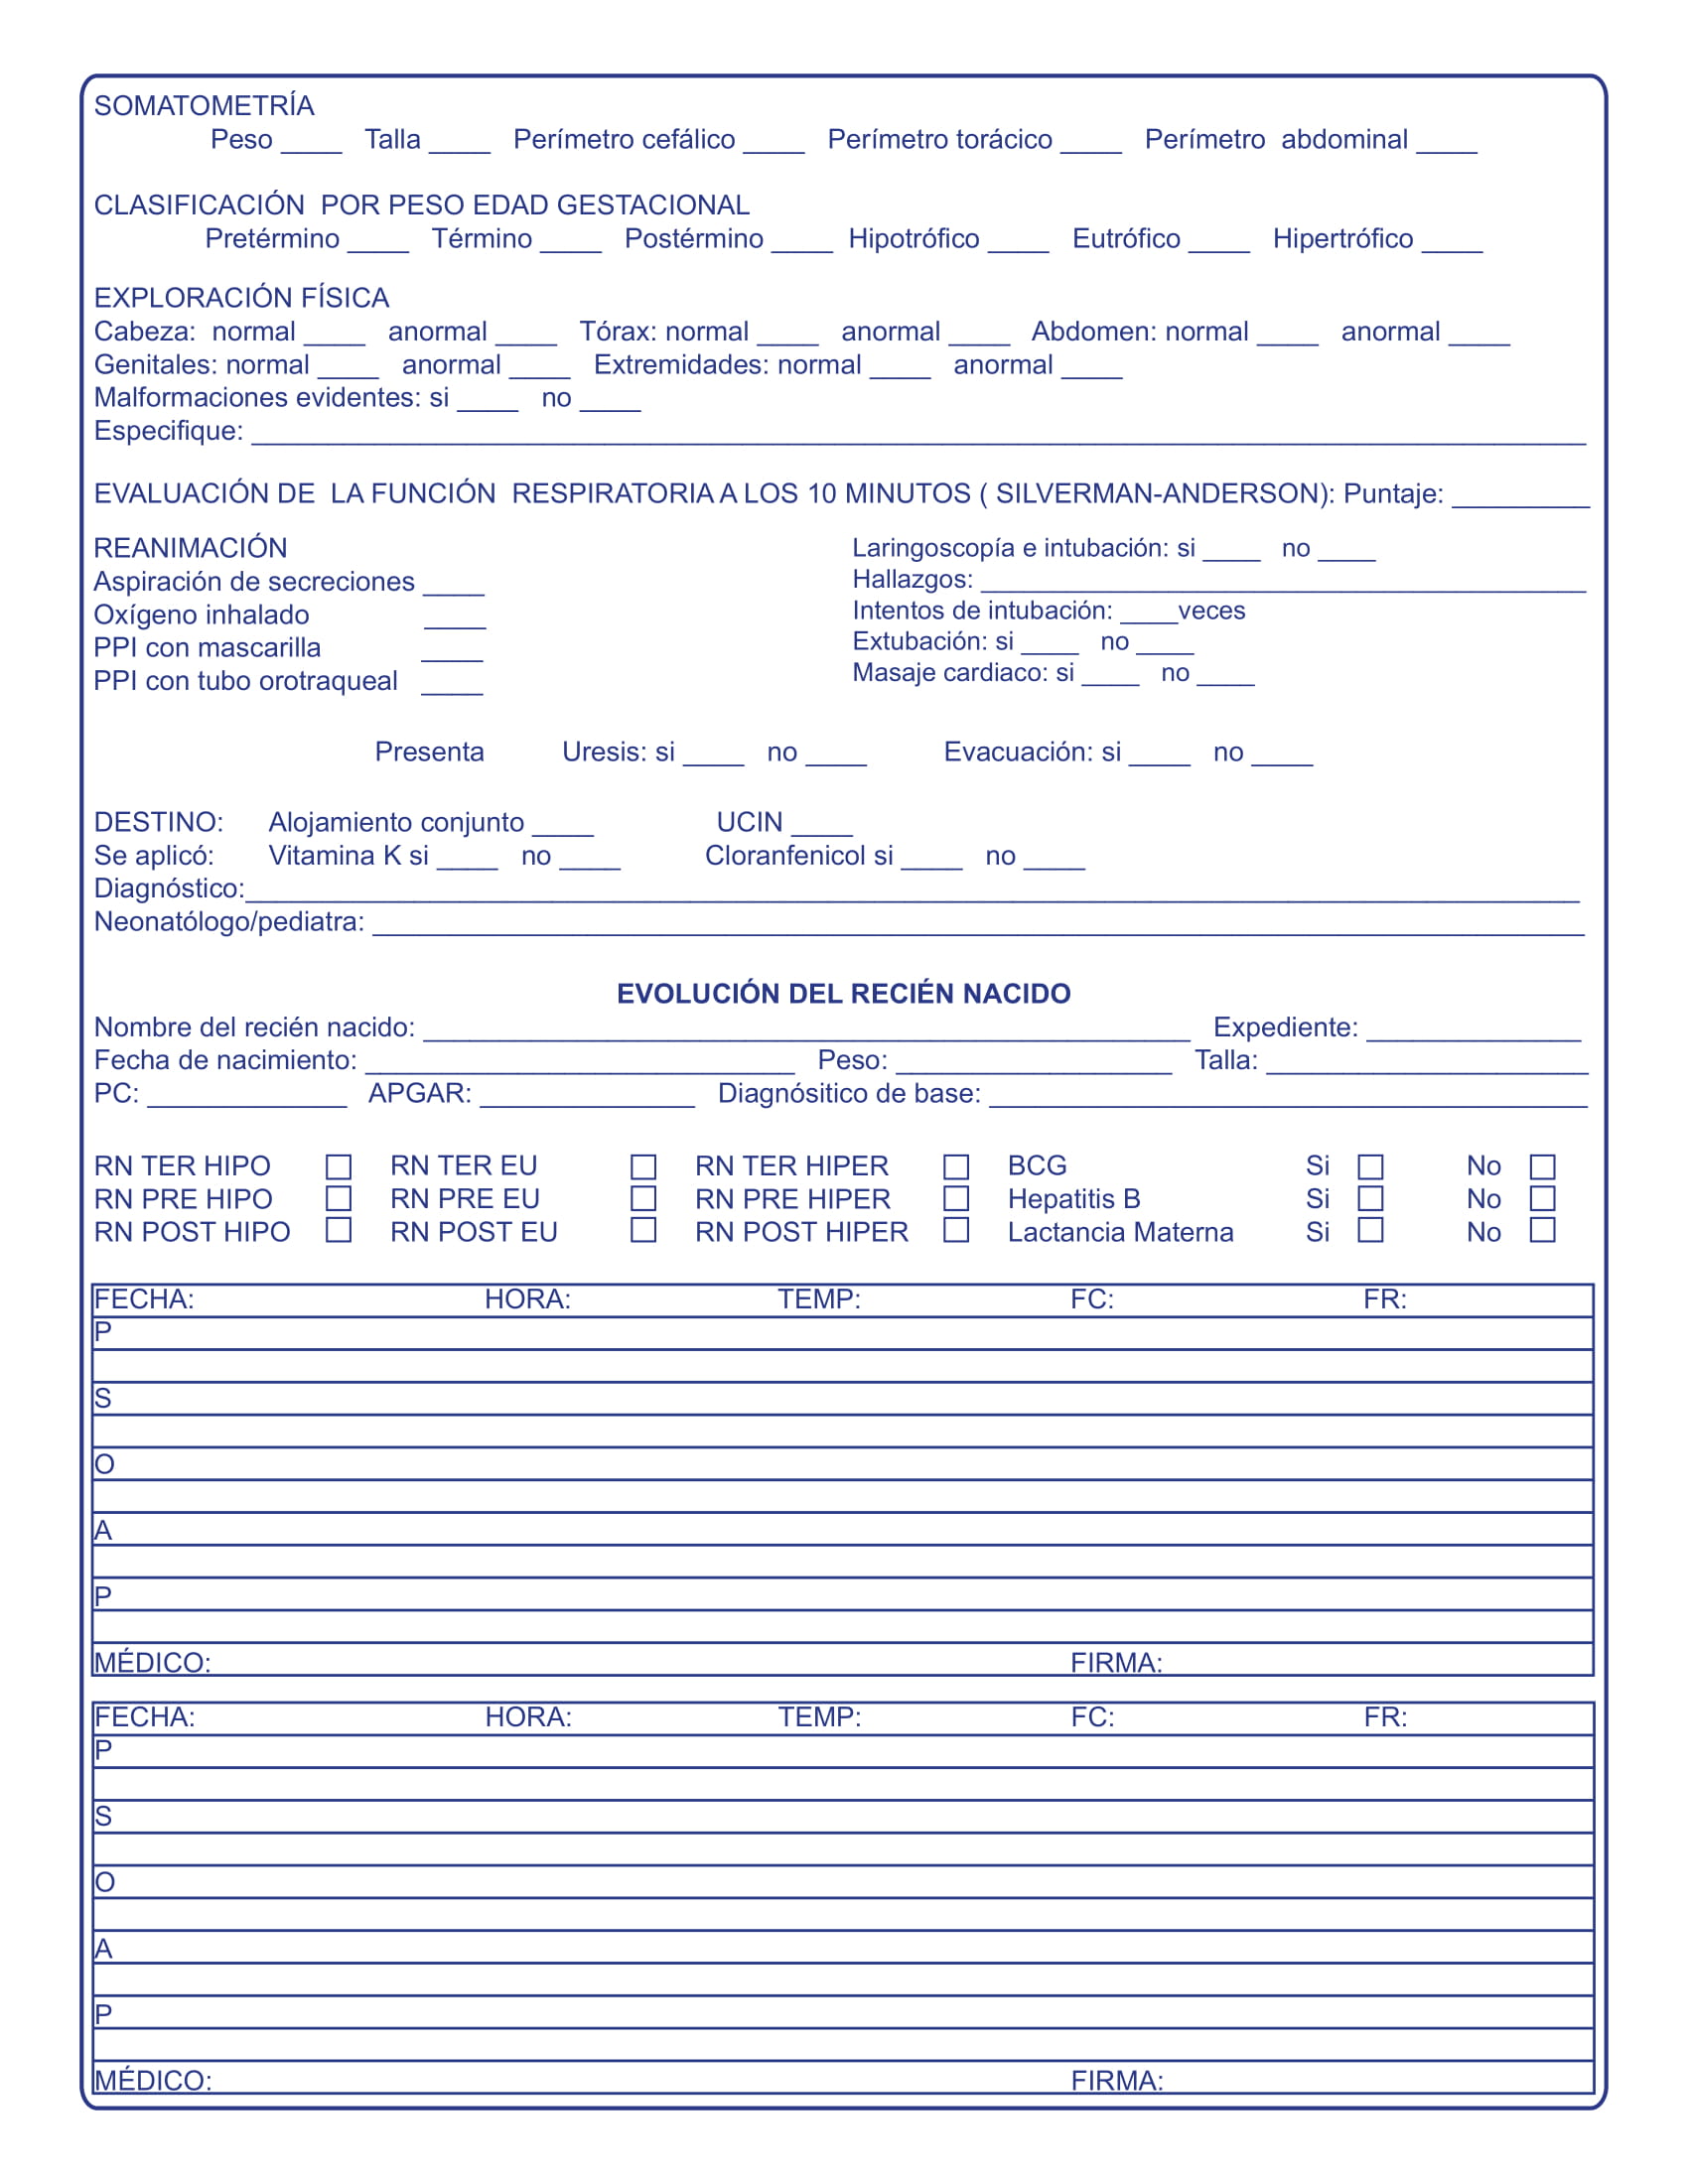 SOMATOMETRÍA
Peso ____ Talla ____ Perímetro cefálico ____ Perímetro torácico ____ Perímetro abdominal ____
CLASIFICACIÓN POR PESO EDAD GESTACIONAL
Pretérmino ____ Término ____ Postérmino ____ Hipotrófico ____ Eutrófico ____ Hipertrófico ____
EXPLORACIÓN FÍSICA
Cabeza: normal ____ anormal ____ Tórax: normal ____ anormal ____ Abdomen: normal ____ anormal ____
Genitales: normal ____ anormal ____ Extremidades: normal ____ anormal ____
Malformaciones evidentes: si ____ no ____
Especifique: ____
EVALUACIÓN DE LA FUNCIÓN RESPIRATORIA A LOS 10 MINUTOS ( SILVERMAN-ANDERSON): Puntaje: ____
REANIMACIÓN
Aspiración de secreciones ____
Oxígeno inhalado ____
PPI con mascarilla ____
PPI con tubo orotraqueal ____
Laringoscopía e intubación: si ____ no ____
Hallazgos: ____
Intentos de intubación: ____veces
Extubación: si ____ no ____
Masaje cardiaco: si ____ no ____
Presenta Uresis: si ____ no ____ Evacuación: si ____ no ____
DESTINO: Alojamiento conjunto ____ UCIN ____
Se aplicó: Vitamina K si ____ no ____ Cloranfenicol si ____ no ____
Diagnóstico:____
Neonatólogo/pediatra: ____
EVOLUCIÓN DEL RECIÉN NACIDO
Nombre del recién nacido: ____ Expediente: ____
Fecha de nacimiento: ____ Peso: ____ Talla: ____
PC: ____ APGAR: ____ Diagnósitico de base: ____
RN TER HIPO RN TER EU RN TER HIPER BCG Si No
RN PRE HIPO RN PRE EU RN PRE HIPER Hepatitis B Si No
RN POST HIPO RN POST EU RN POST HIPER Lactancia Materna Si No
FECHA: HORA: TEMP: FC: FR:
P
S
O
A
P
MÉDICO: FIRMA:
FECHA: HORA: TEMP: FC: FR:
P
S
O
A
P
MÉDICO: FIRMA: